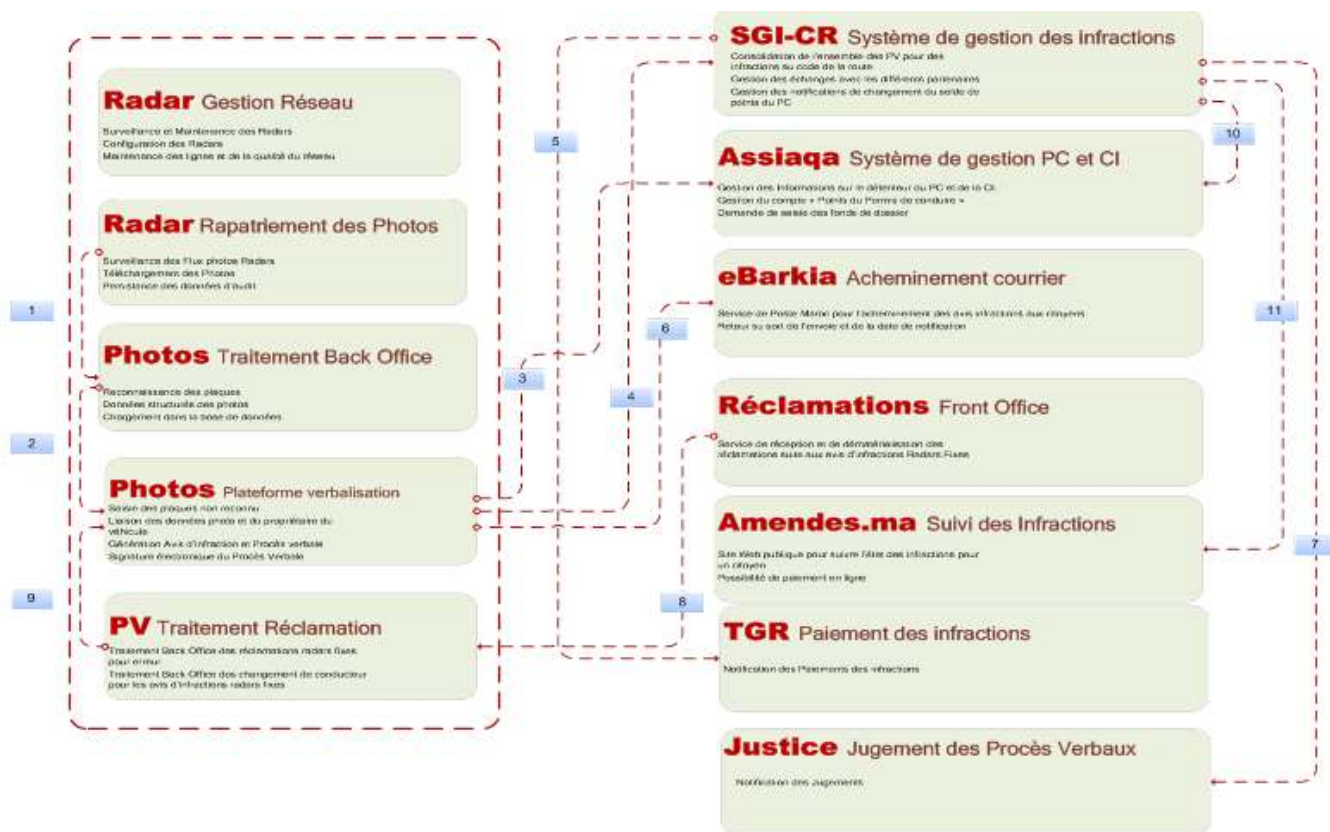 Radar Gestion Réseau
Surveillance et Maintenance des Radars
Configuration des Radars
Maintenance des lignes et de la qualité du réseau
Radar Rapatriement des Photos
Surveillance des Flux photos Radars
Téléchargement des Photos
Persistance des données d'audit
Photos Traitement Back Office
Reconnaissance des plaques
Données structurés des photos
Chargement dans la base de données
Photos Plateforme verbalisation
Saisie des plaques non reconnu
Liaison des données photo et du propriétaire du
véhicule
Génération Avis d'infraction et Procès verbale
Signature électronique du Procès Verbale
PV Traitement Réclamation
Traitement Back Office des réclamations radars fixes
pour erreur
Traitement Back Office des changement de conducteur
pour les avis d'infractions radars fixes
1
2
9
3
4
5
6
8
SGI-CR Système de gestion des infractions
Consolidation de l'ensemble des PV pour des
infractions au code de la route
Gestion des échanges avec les différents partenaires
Gestion des notifications de changement du solde de
points du PC
Assiaqa Système de gestion PC et CI
Gestion des Informations sur le détenteur du PC et de la CI
Gestion du compte « Points du Permis de conduire »
Demande de saisie des fonds de dossier
eBarkia Acheminement courrier
Service de Poste Maroc pour l'acheminement des avis infractions aux citoyens
Retour su sort de l'envoie et de la date de notification
Réclamations Front Office
Service de réception et de dématérialisation des
réclamations suite aux avis d'infractions Radars Fixes
Amendes.ma Suivi des Infractions
Site Web publique pour suivre l'état des infractions pour
un citoyen
Possibilité de paiement en ligne
TGR Paiement des infractions
Notification des Paiements des infractions
Justice Jugement des Procès Verbaux
Notification des Jugements
10
11
7